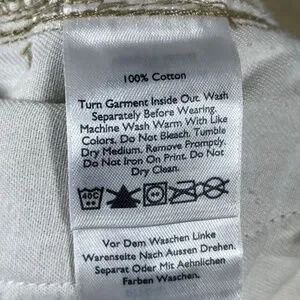 100% Cotton
Turn Garment Inside Out. Wash
Separately Before Wearing.
Machine Wash Warm With Like
Colors. Do Not Bleach. Tumble
Dry Medium. Remove Promptly.
Do Not Iron On Print. Do Not
Dry Clean.
40C
Vor Dem Waschen Linke
Warenseite Nach Aussen Drehen.
Separat Oder Mit Aehnlichen
Farben Waschen.